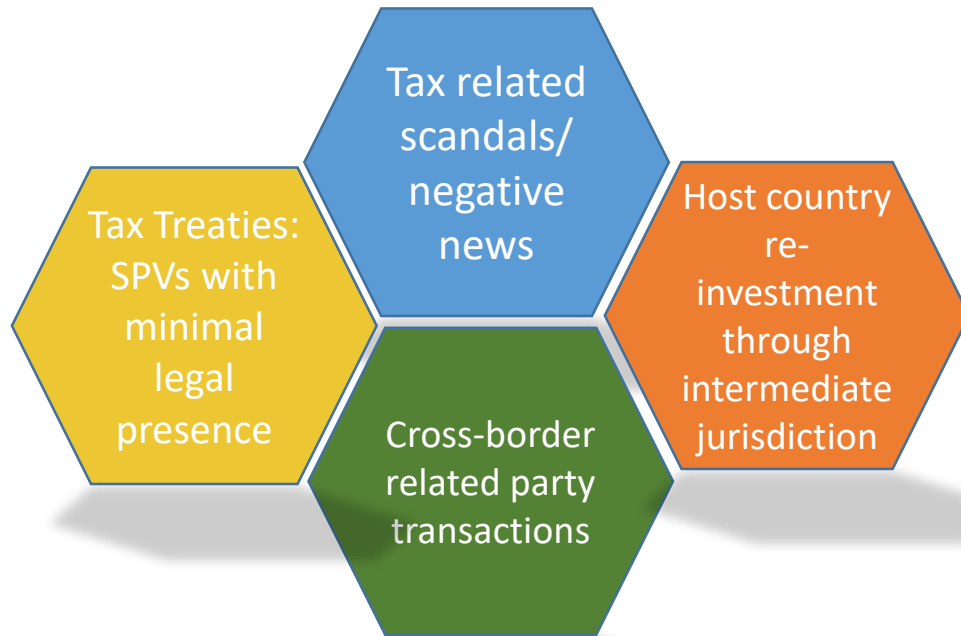 Tax related
scandals/
negative
news
Tax Treaties:
SPVs with
minimal
legal
presence
Host country
re-
investment
through
intermediate
jurisdiction
Cross-border
related party
transactions